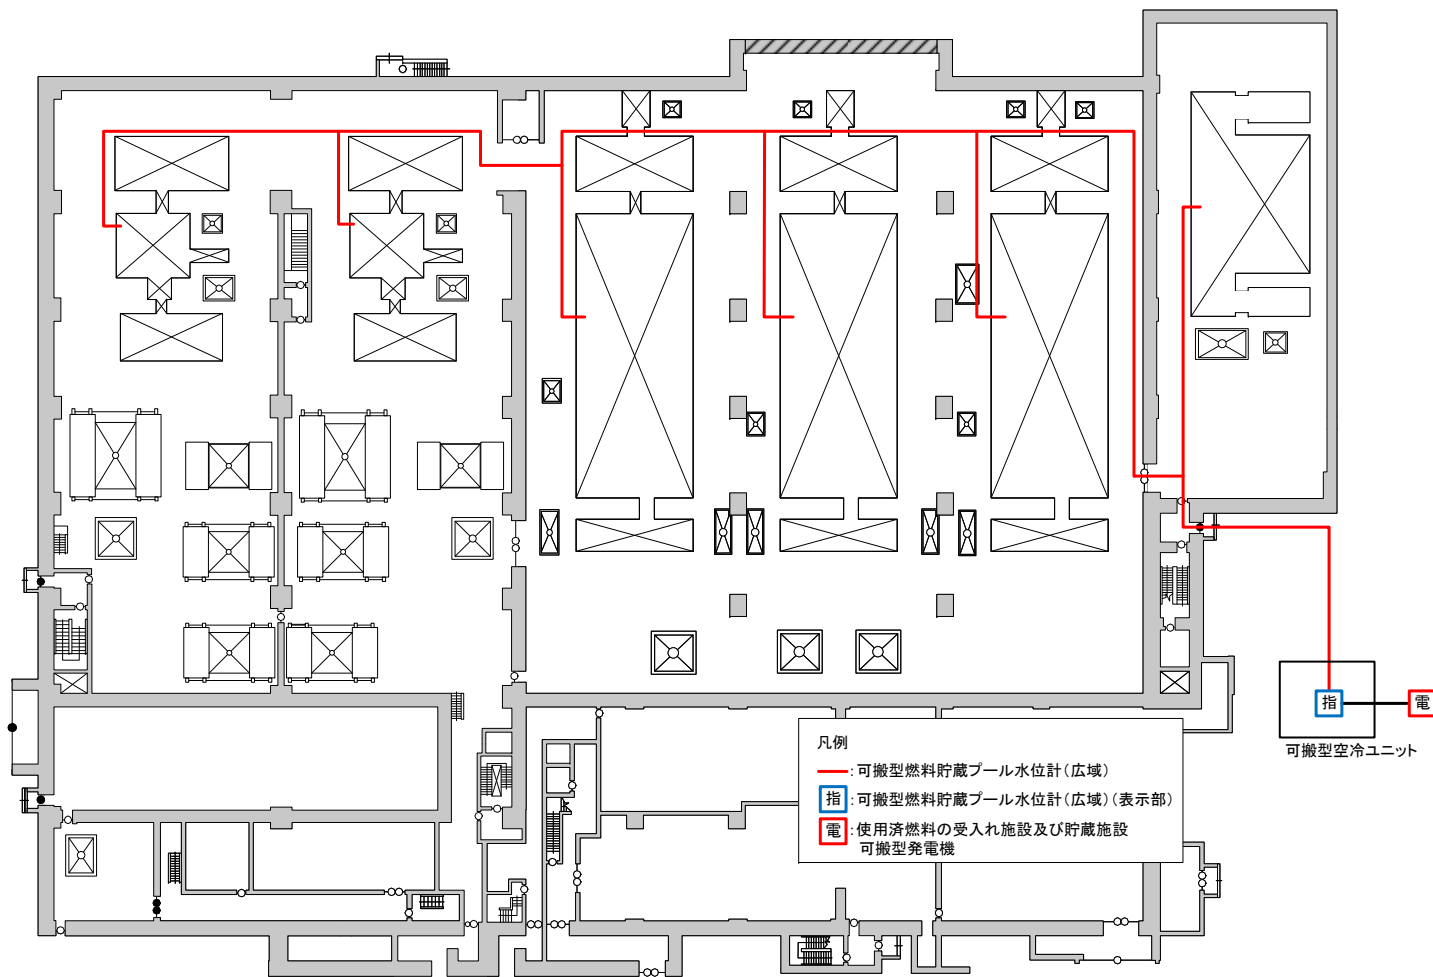 指
電
可搬型空冷ユニット
凡例
:可搬型燃料貯蔵プール水位計(広域)
指:可搬型燃料貯蔵プール水位計(広域)(表示部)
電:使用済燃料の受入れ施設及び貯蔵施設
可搬型発電機